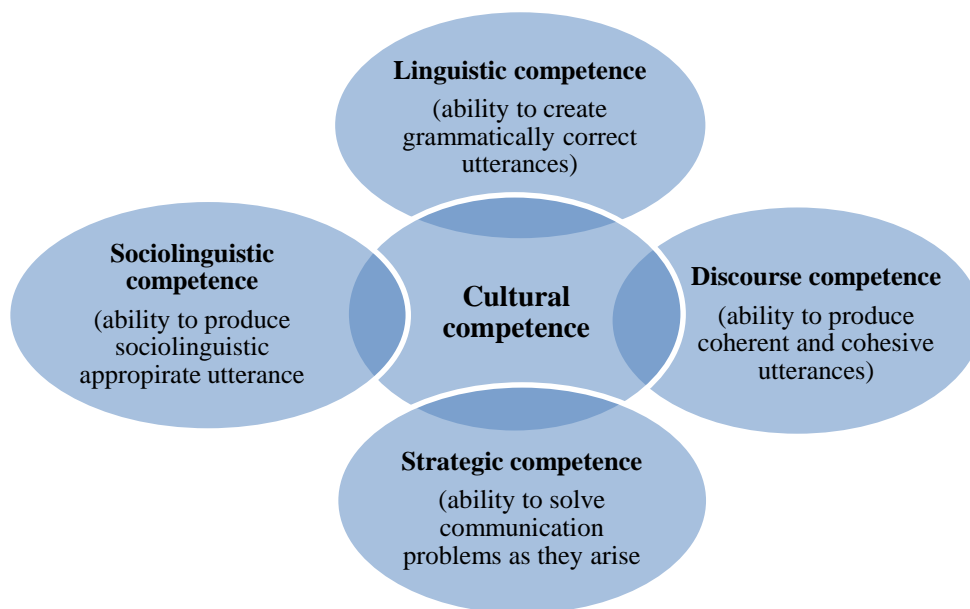 Linguistic competence
(ability to create
grammatically correct
utterances)
Sociolinguistic
competence
(ability to produce
sociolinguistic
appropirate utterance
Cultural
competence
Discourse competence
(ability to produce
coherent and cohesive
utterances)
Strategic competence
(ability to solve
communication
problems as they arise